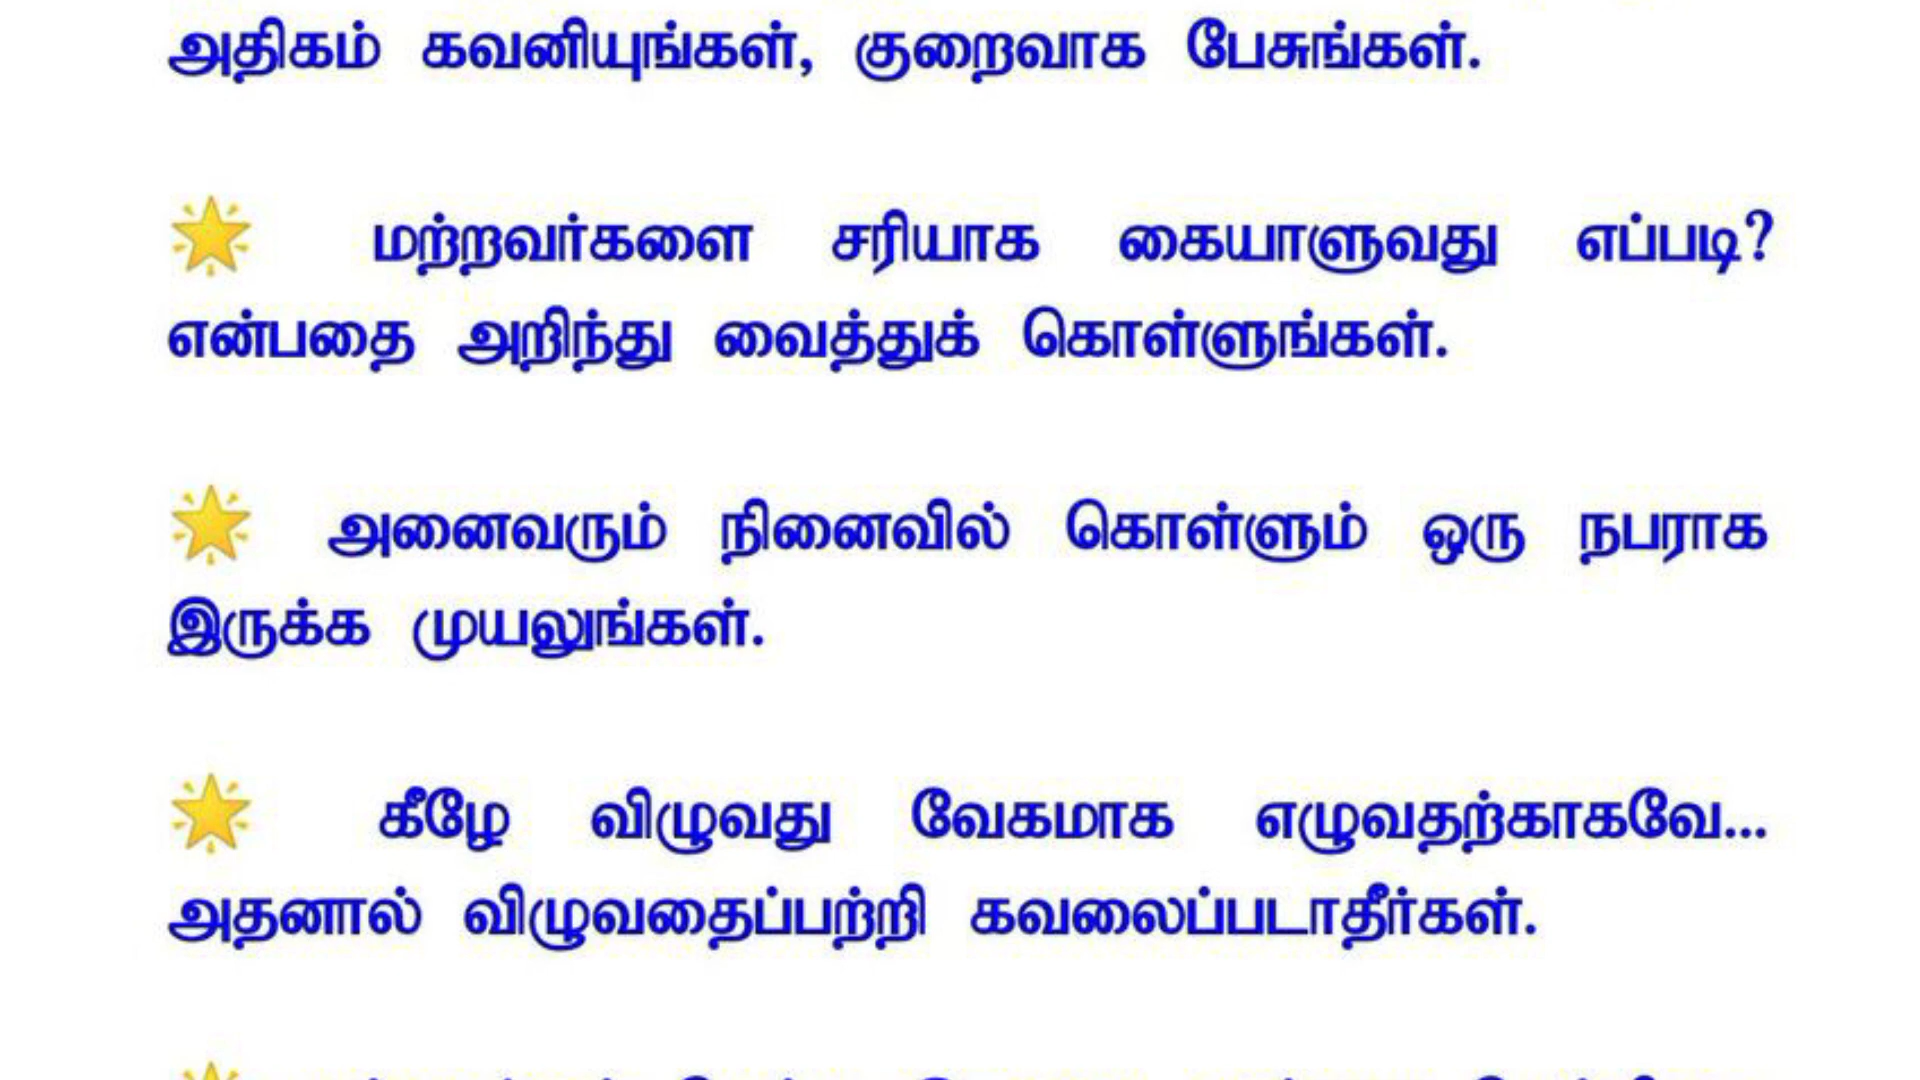 அதிகம் கவனியுங்கள், குறைவாக பேசுங்கள்.
🌟 மற்றவர்களை சரியாக கையாளுவது எப்படி?
என்பதை அறிந்து வைத்துக் கொள்ளுங்கள்.
🌟 அனைவரும் நினைவில் கொள்ளும் ஒரு நபராக
இருக்க முயலுங்கள்.
🌟 கீழே விழுவது வேகமாக எழுவதற்காகவே...
அதனால் விழுவதைப்பற்றி கவலைப்படாதீர்கள்.